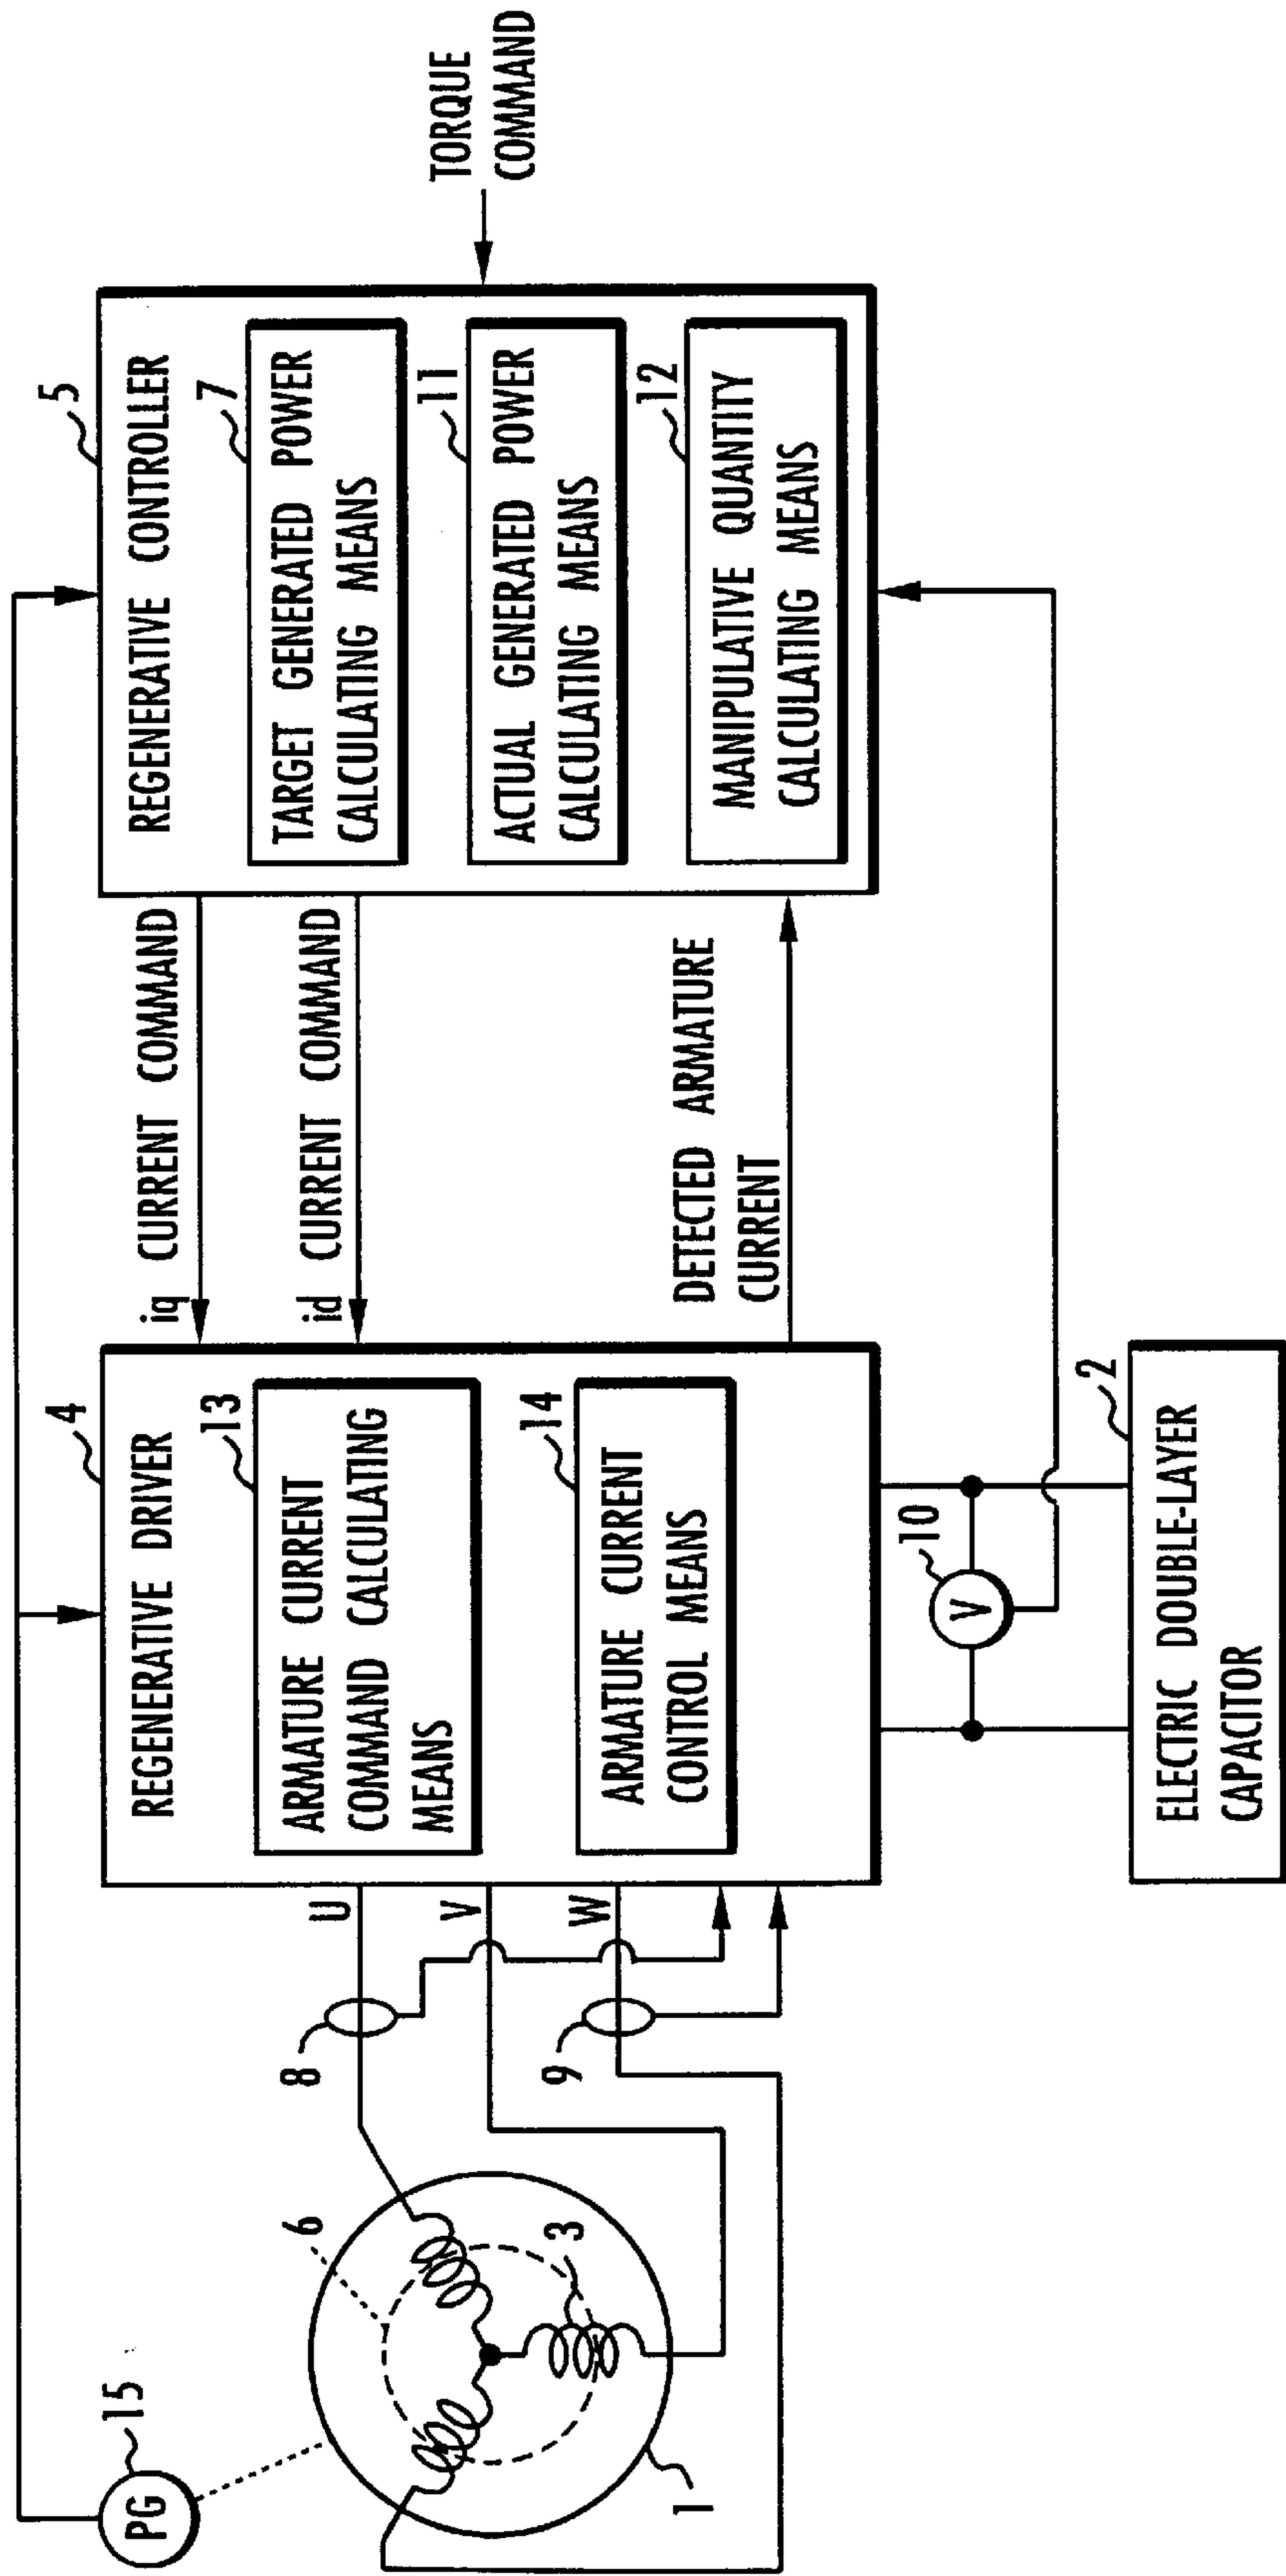 PG
15
6
3
1
8
9
U
V
W
4
REGENERATIVE DRIVER
13
ARMATURE CURRENT
COMMAND CALCULATING
MEANS
14
ARMATURE CURRENT
CONTROL MEANS
iq CURRENT COMMAND
id CURRENT COMMAND
DETECTED ARMATURE
CURRENT
5
REGENERATIVE CONTROLLER
7
TARGET GENERATED POWER
CALCULATING MEANS
11
ACTUAL GENERATED POWER
CALCULATING MEANS
12
MANIPULATIVE QUANTITY
CALCULATING MEANS
TORQUE
COMMAND
10
V
2
ELECTRIC DOUBLE-LAYER
CAPACITOR